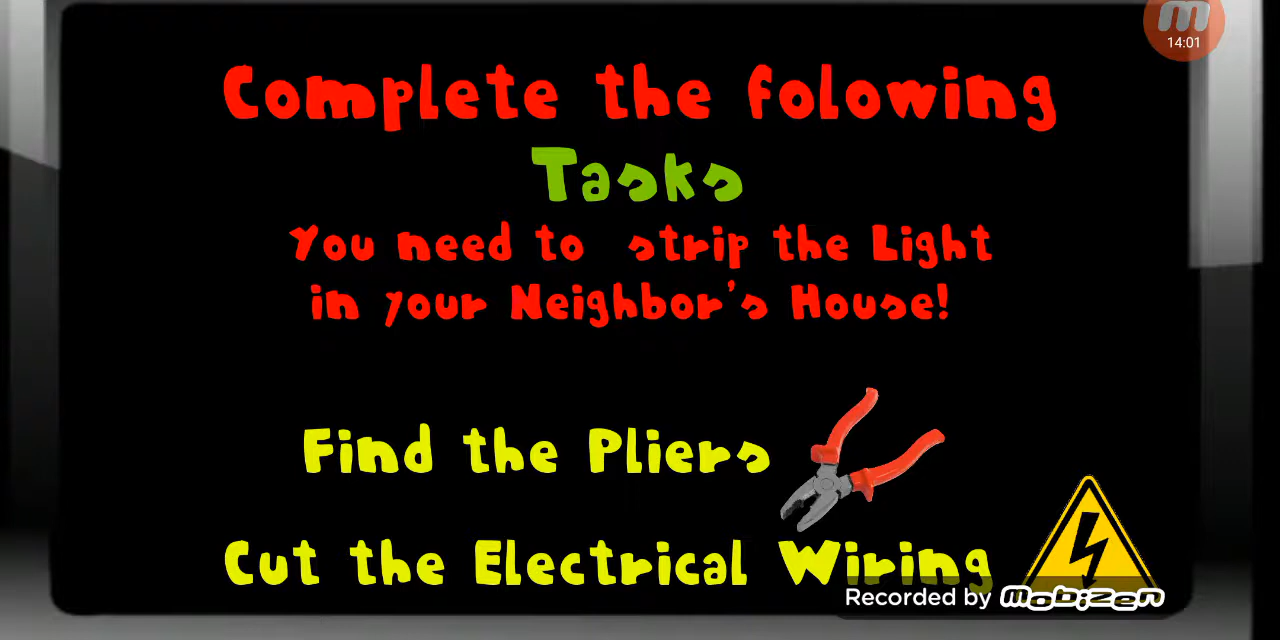 14:01
Complete the folowing
Tasks
You need to strip the Light
in your Neighbor's House!
Find the Pliers
Cut the Electrical Wiring
Recorded by mobizen